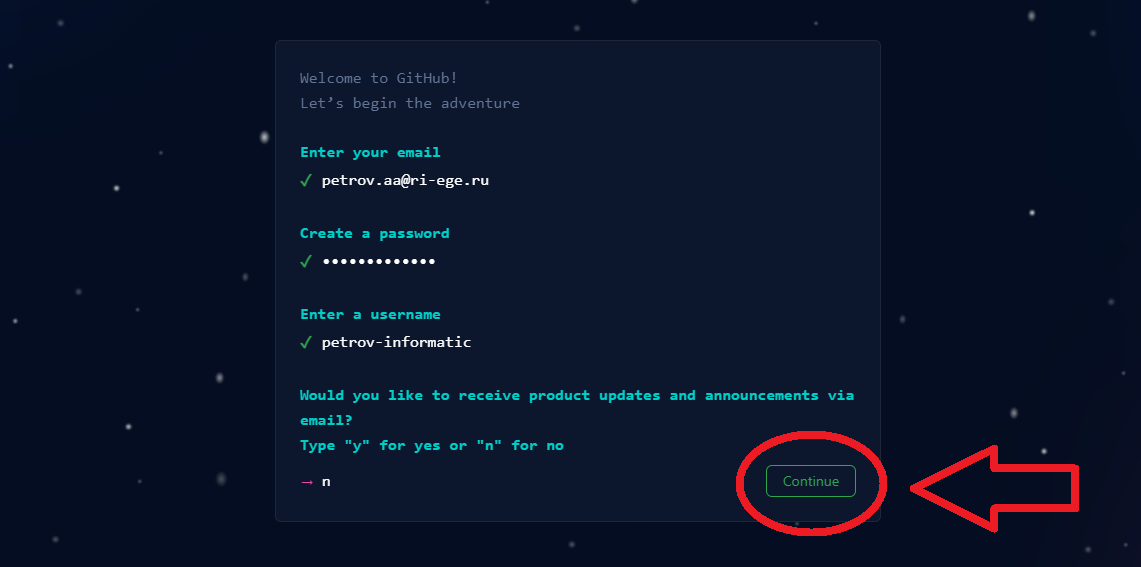 Welcome to GitHub!
Let’s begin the adventure
Enter your email
✓ petrov.aa@ri-ege.ru
Create a password
✓ •••••••••••••
Enter a username
✓ petrov-informatic
Would you like to receive product updates and announcements via
email?
Type "y" for yes or "n" for no
→ n
Continue